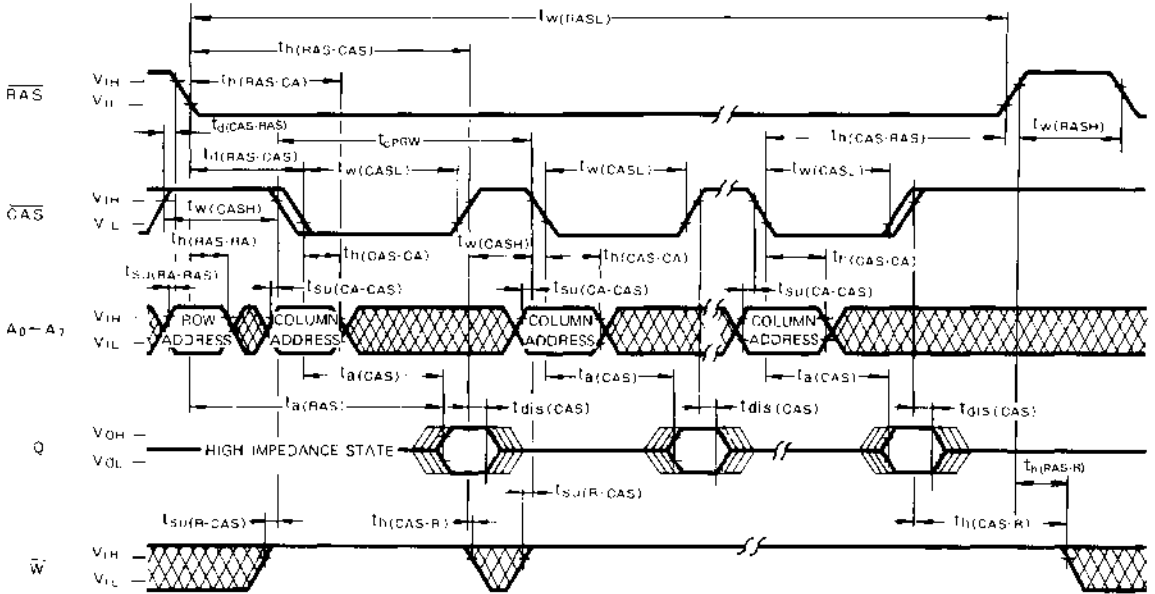 tw(RASL)
th(RAS-CAS)
RAS
VIH
VIL
th(RAS-CA)
td(CAS-RAS)
tCPGW
th(CAS-RAS)
tw(RASH)
td(RAS-CAS)
tw(CASL)
tw(CASL)
tw(CASL)
CAS
VIH
VIL
tw(CASH)
th(RAS-RA)
tw(CASH)
th(CAS-CA)
th(CAS-CA)
th(CAS-CA)
tsu(RA-RAS)
tsu(CA-CAS)
tsu(CA-CAS)
tsu(CA-CAS)
A0–A7
VIH
VIL
ROW ADDRESS
COLUMN ADDRESS
COLUMN ADDRESS
COLUMN ADDRESS
ta(CAS)
ta(CAS)
ta(CAS)
ta(RAS)
tdis(CAS)
tdis(CAS)
tdis(CAS)
Q
VOH
VOL
HIGH IMPEDANCE STATE
th(RAS-R)
tsu(R-CAS)
tsu(R-CAS)
th(CAS-R)
th(CAS-R)
W
VIH
VIL